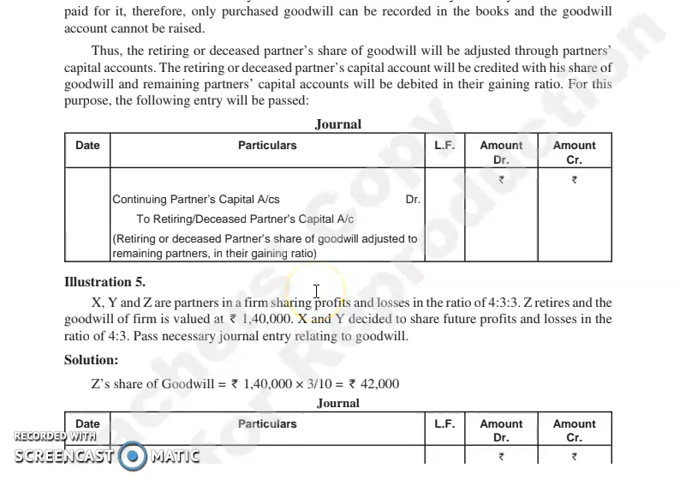 paid for it, therefore, only purchased goodwill can be recorded in the books and the goodwill
account cannot be raised.
Thus, the retiring or deceased partner's share of goodwill will be adjusted through partners'
capital accounts. The retiring or deceased partner's capital account will be credited with his share of
goodwill and remaining partners' capital accounts will be debited in their gaining ratio. For this
purpose, the following entry will be passed:
Journal
Date Particulars L.F. Amount Amount
Dr. Cr.
₹ ₹
Continuing Partner's Capital A/cs Dr.
To Retiring/Deceased Partner's Capital A/c
(Retiring or deceased Partner's share of goodwill adjusted to
remaining partners, in their gaining ratio)
Illustration 5.
X, Y and Z are partners in a firm sharing profits and losses in the ratio of 4:3:3. Z retires and the
goodwill of firm is valued at ₹ 1,40,000. X and Y decided to share future profits and losses in the
ratio of 4:3. Pass necessary journal entry relating to goodwill.
Solution:
Z's share of Goodwill = ₹ 1,40,000 × 3/10 = ₹ 42,000
Journal
Date Particulars L.F. Amount Amount
Dr. Cr.
₹ ₹
RECORDED WITH
SCREENCAST MATIC
Teachers' Copy
for Reproduction